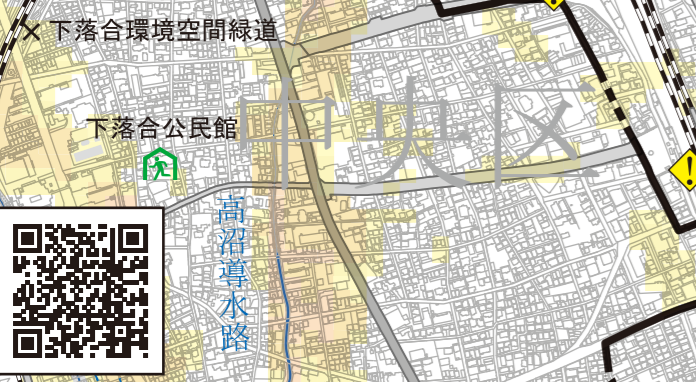 下落合環境空間緑道
中央区
下落合公民館
高沼導水路